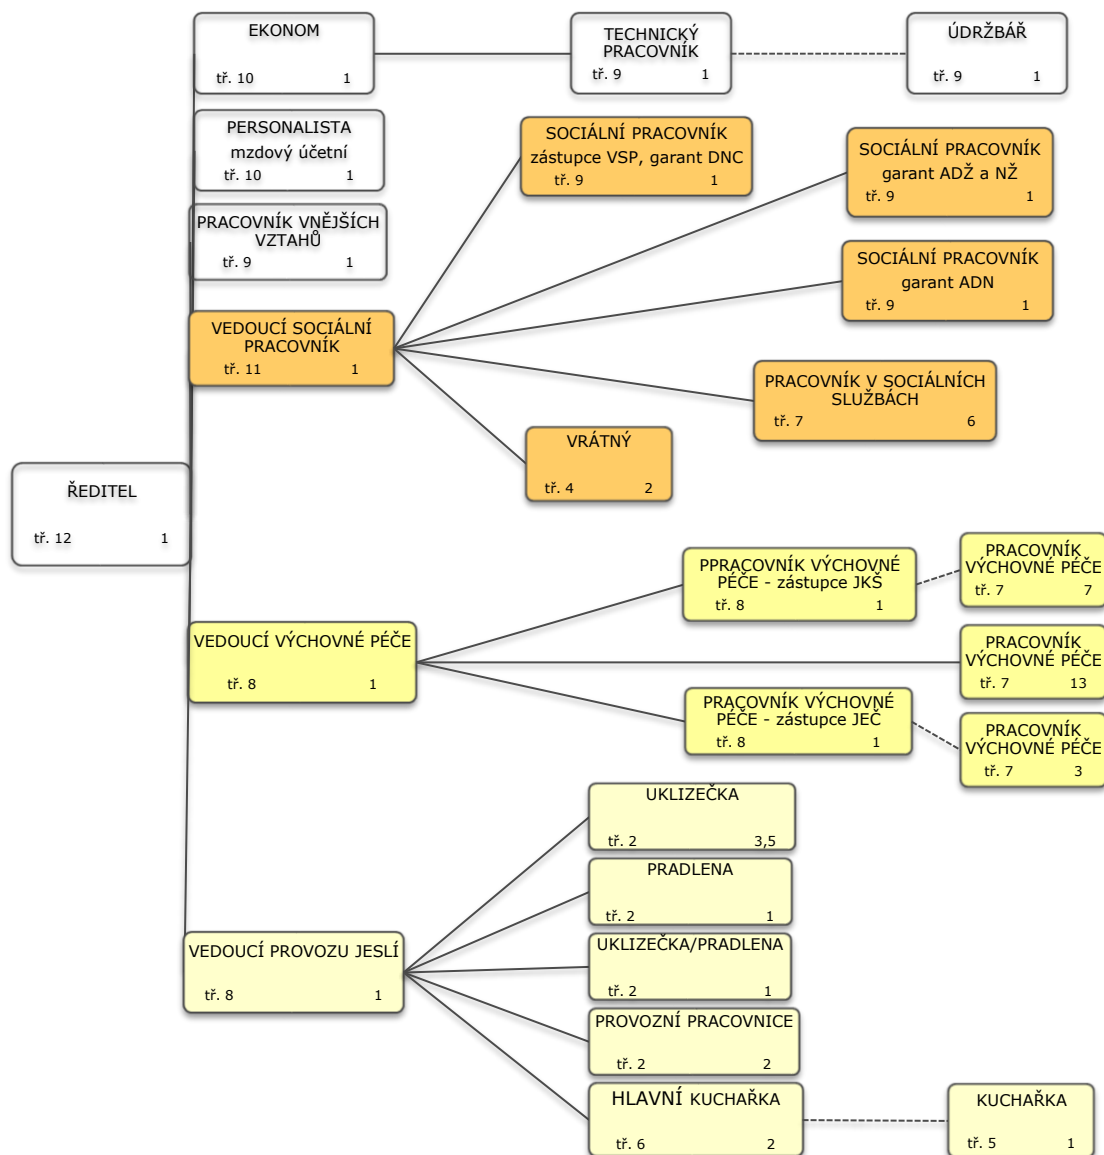 EKONOM
tř. 10 1
TECHNICKÝ
PRACOVNÍK
tř. 9 1
ÚDRŽBÁŘ
tř. 9 1
PERSONALISTA
mzdový účetní
tř. 10 1
SOCIÁLNÍ PRACOVNÍK
zástupce VSP, garant DNC
tř. 9 1
SOCIÁLNÍ PRACOVNÍK
garant ADŽ a NŽ
tř. 9 1
PRACOVNÍK VNĚJŠÍCH
VZTAHŮ
tř. 9 1
SOCIÁLNÍ PRACOVNÍK
garant ADN
tř. 9 1
VEDOUCÍ SOCIÁLNÍ
PRACOVNÍK
tř. 11 1
PRACOVNÍK V SOCIÁLNÍCH
SLUŽBÁCH
tř. 7 6
VRÁTNÝ
tř. 4 2
ŘEDITEL
tř. 12 1
PPRACOVNÍK VÝCHOVNÉ
PÉČE - zástupce JKŠ
tř. 8 1
PRACOVNÍK
VÝCHOVNÉ PÉČE
tř. 7 7
VEDOUCÍ VÝCHOVNÉ PÉČE
tř. 8 1
PRACOVNÍK
VÝCHOVNÉ PÉČE
tř. 7 13
PRACOVNÍK VÝCHOVNÉ
PÉČE - zástupce JEČ
tř. 8 1
PRACOVNÍK
VÝCHOVNÉ PÉČE
tř. 7 3
UKLIZEČKA
tř. 2 3,5
PRADLENA
tř. 2 1
VEDOUCÍ PROVOZU JESLÍ
tř. 8 1
UKLIZEČKA/PRADLENA
tř. 2 1
PROVOZNÍ PRACOVNICE
tř. 2 2
HLAVNÍ KUCHAŘKA
tř. 6 2
KUCHAŘKA
tř. 5 1